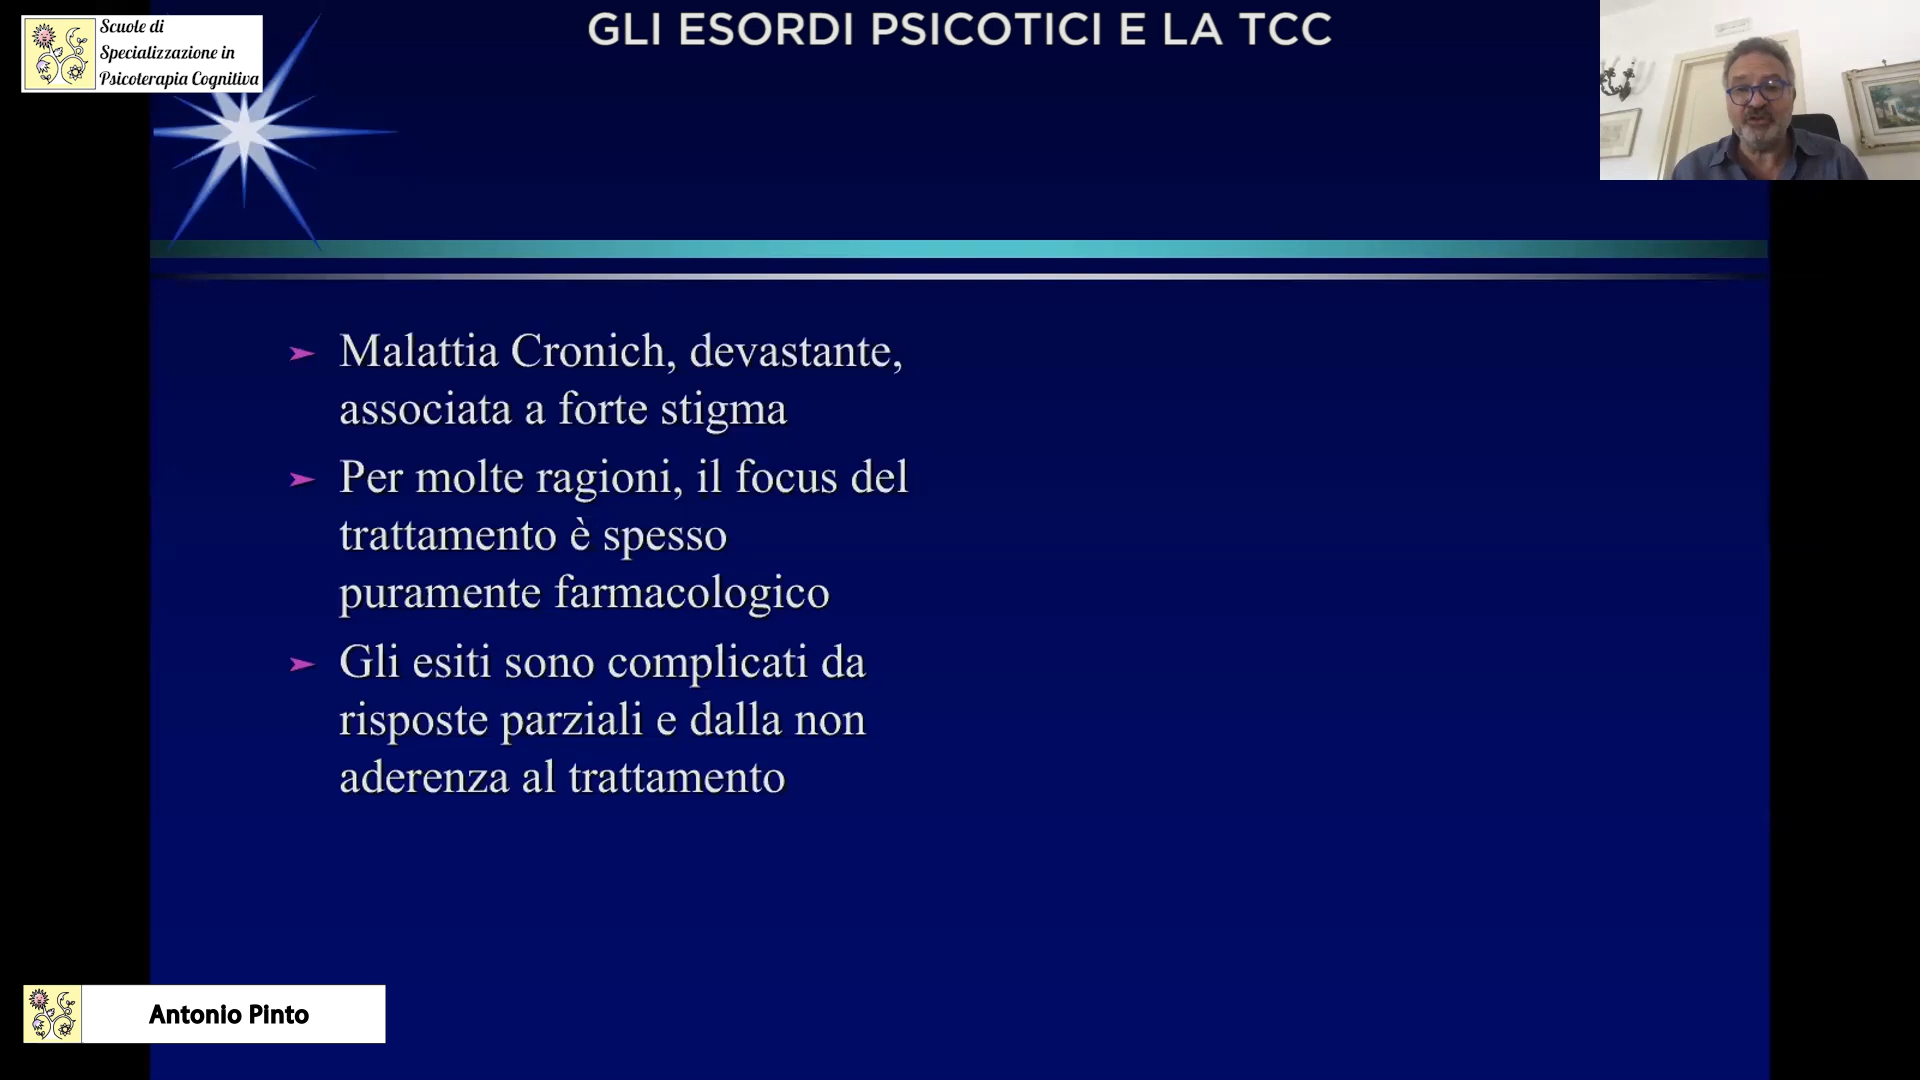 Scuole di
Specializzazione in
Psicoterapia Cognitiva
GLI ESORDI PSICOTICI E LA TCC
Malattia Cronich, devastante,
associata a forte stigma
Per molte ragioni, il focus del
trattamento è spesso
puramente farmacologico
Gli esiti sono complicati da
risposte parziali e dalla non
aderenza al trattamento
Antonio Pinto